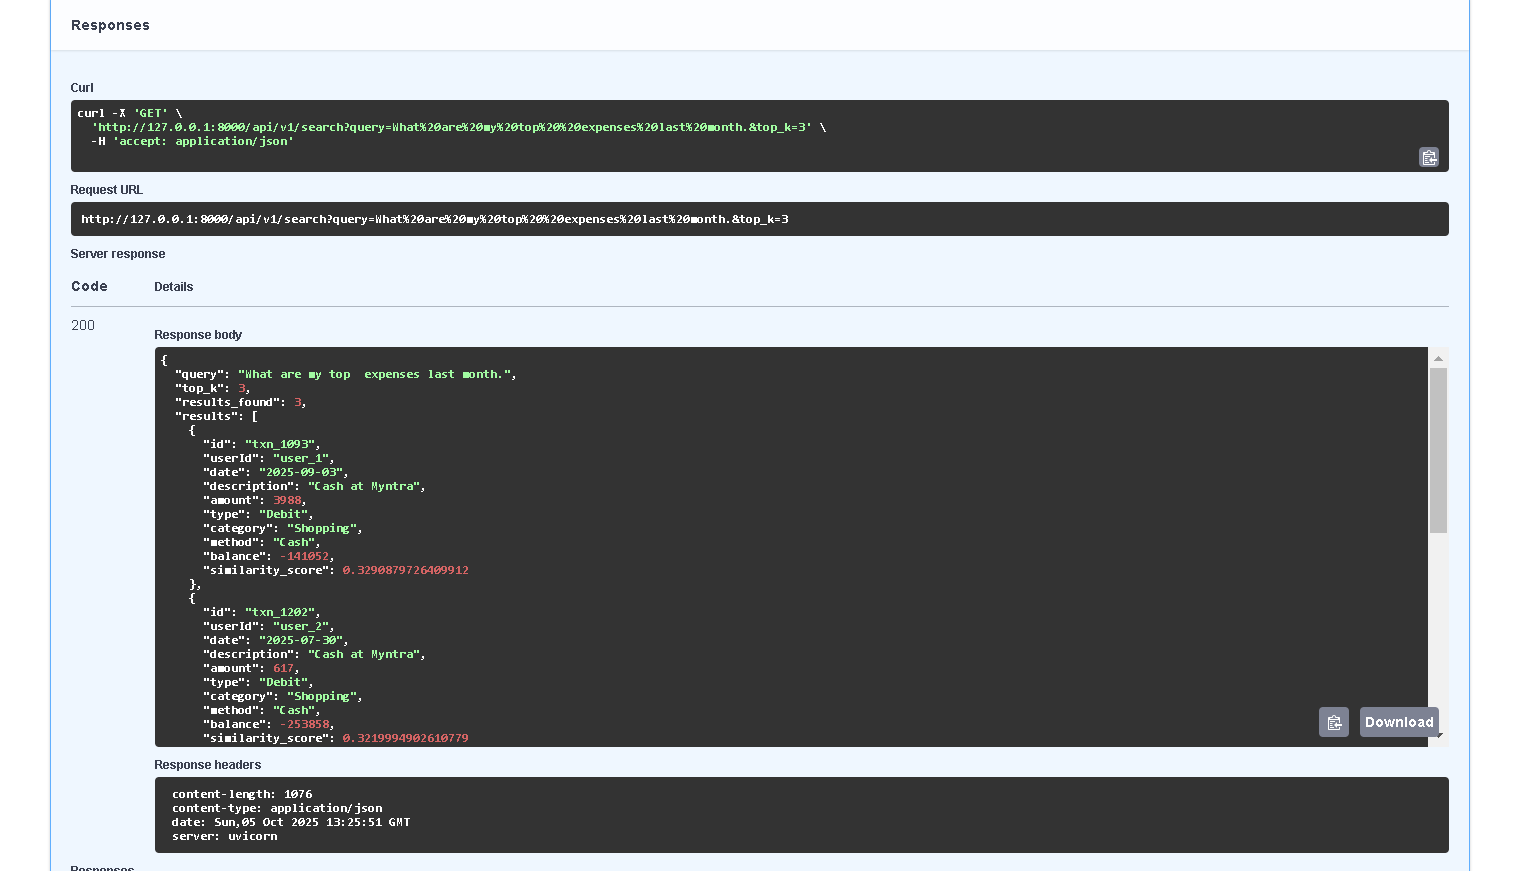 Responses
Curl
curl -X 'GET' \
  'http://127.0.0.1:8000/api/v1/search?query=What%20are%20my%20top%20%20expenses%20last%20month.&top_k=3' \
  -H 'accept: application/json'
Request URL
http://127.0.0.1:8000/api/v1/search?query=What%20are%20my%20top%20%20expenses%20last%20month.&top_k=3
Server response
Code Details
200
Response body
{
  "query": "What are my top  expenses last month.",
  "top_k": 3,
  "results_found": 3,
  "results": [
    {
      "id": "txn_1093",
      "userId": "user_1",
      "date": "2025-09-03",
      "description": "Cash at Myntra",
      "amount": 3988,
      "type": "Debit",
      "category": "Shopping",
      "method": "Cash",
      "balance": -141052,
      "similarity_score": 0.3290879726409912
    },
    {
      "id": "txn_1202",
      "userId": "user_2",
      "date": "2025-07-30",
      "description": "Cash at Myntra",
      "amount": 617,
      "type": "Debit",
      "category": "Shopping",
      "method": "Cash",
      "balance": -253858,
      "similarity_score": 0.3219994902610779
Download
Response headers
content-length: 1076
content-type: application/json
date: Sun,05 Oct 2025 13:25:51 GMT
server: uvicorn
Responses